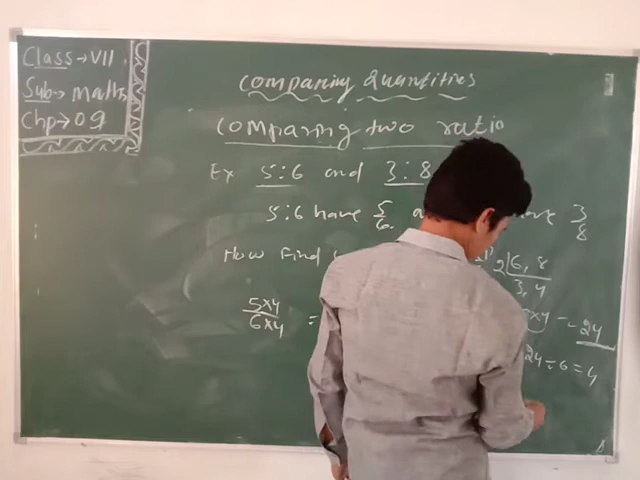 Class → VII
Sub → Maths
Chp → 09
Comparing Quantities
Comparing two ratio
Ex 5:6 and 3:8
5:6 have 5/6 a ve 3/8
How Find
2|6, 8
3, 4
5×4/6×4 =
×4 - = 24
24 ÷ 6 = 4